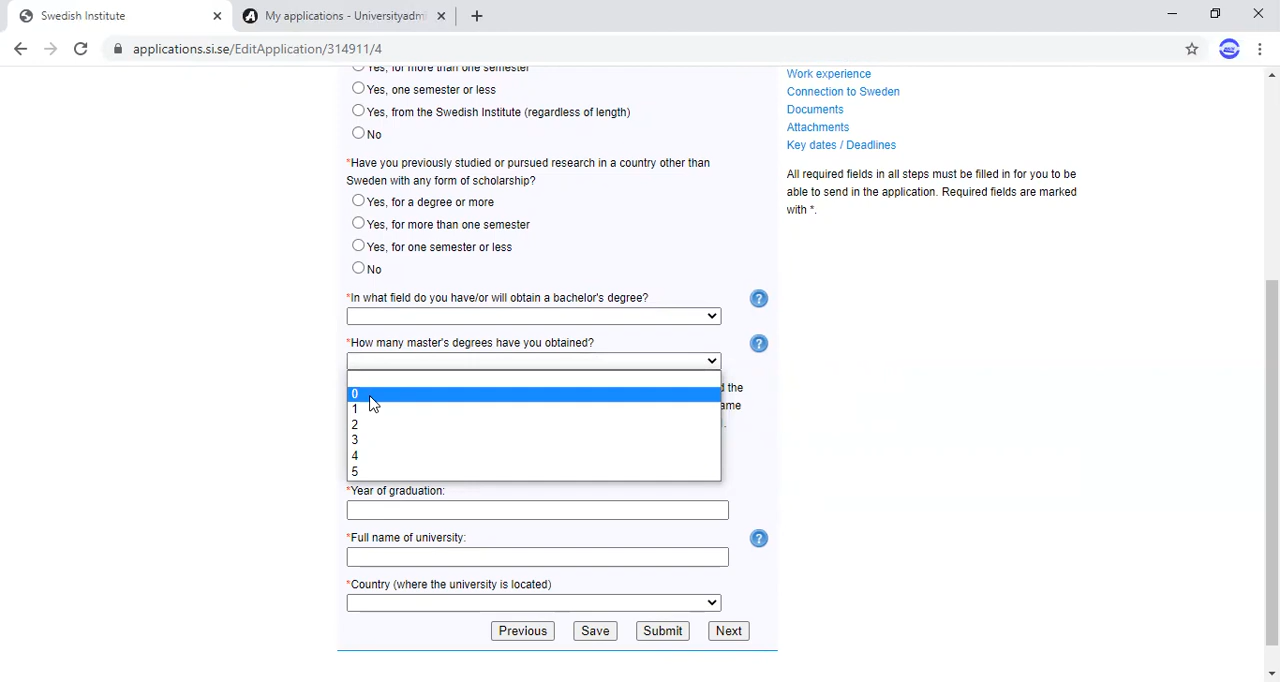 Swedish Institute
My applications - Universityadmi
applications.si.se/EditApplication/314911/4
Yes, for more than one semester
Yes, one semester or less
Yes, from the Swedish Institute (regardless of length)
No
*Have you previously studied or pursued research in a country other than
Sweden with any form of scholarship?
Yes, for a degree or more
Yes, for more than one semester
Yes, for one semester or less
No
*In what field do you have/or will obtain a bachelor's degree?
?
*How many master's degrees have you obtained?
?
d the
ame
0
1
2
3
4
5
*Year of graduation:
*Full name of university:
?
*Country (where the university is located)
Previous
Save
Submit
Next
Work experience
Connection to Sweden
Documents
Attachments
Key dates / Deadlines
All required fields in all steps must be filled in for you to be
able to send in the application. Required fields are marked
with *.